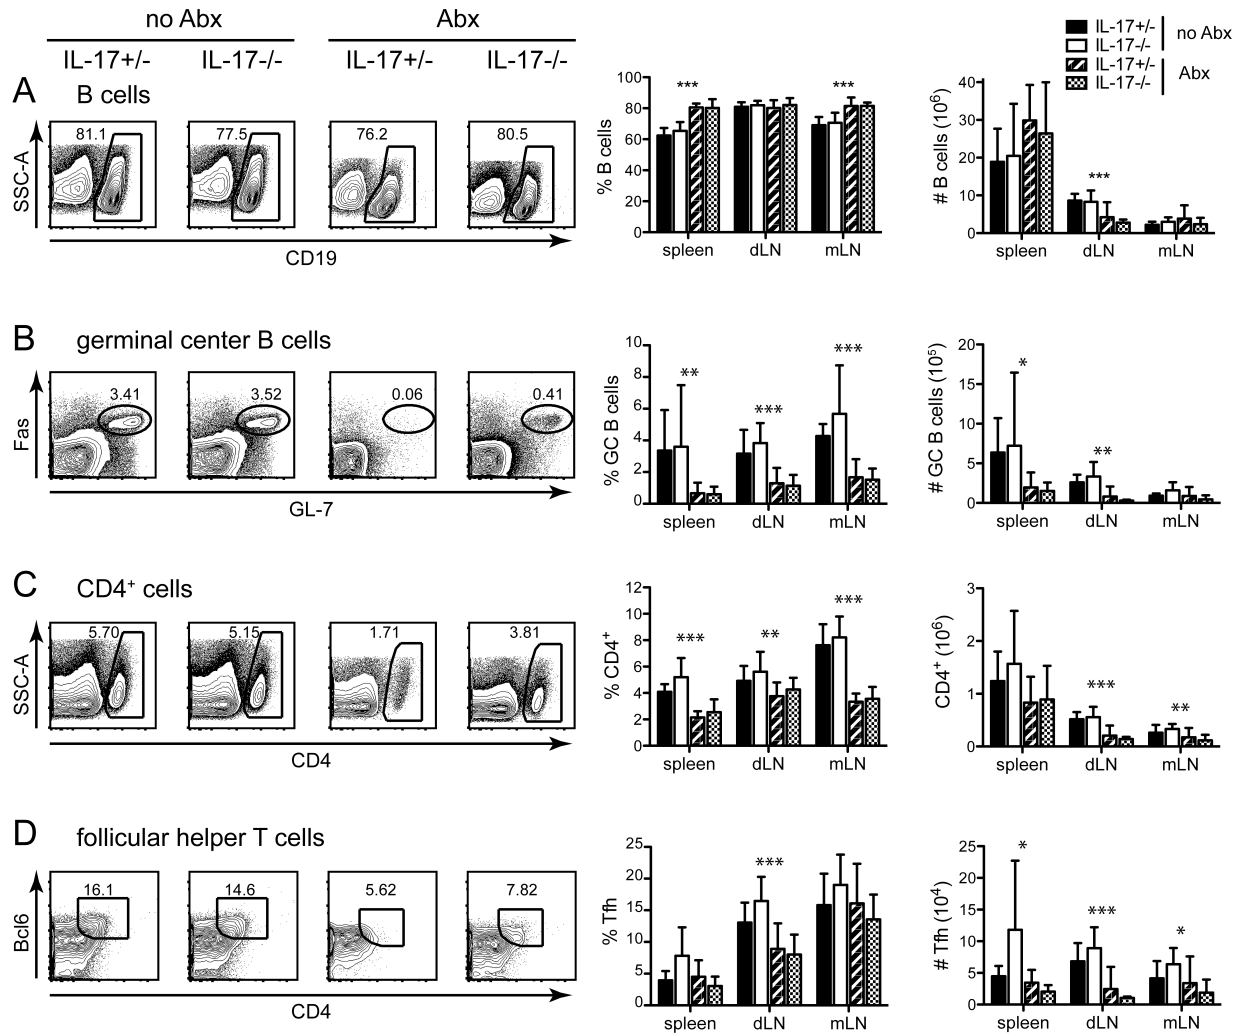 no Abx
Abx
IL-17+/-
IL-17-/-
IL-17+/-
IL-17-/-
IL-17+/-
IL-17-/-
no Abx
IL-17+/-
IL-17-/-
Abx
A
B cells
SSC-A
81.1
77.5
76.2
80.5
CD19
% B cells
100
80
60
40
20
0
***
***
spleen
dLN
mLN
# B cells (10⁶)
40
30
20
10
0
***
spleen
dLN
mLN
B
germinal center B cells
Fas
3.41
3.52
0.06
0.41
GL-7
% GC B cells
10
8
6
4
2
0
**
***
***
spleen
dLN
mLN
# GC B cells (10⁵)
20
15
10
5
0
*
**
spleen
dLN
mLN
C
CD4⁺ cells
SSC-A
5.70
5.15
1.71
3.81
CD4
% CD4⁺
12
10
8
6
4
2
0
***
**
***
spleen
dLN
mLN
CD4⁺ (10⁶)
3
2
1
0
***
**
spleen
dLN
mLN
D
follicular helper T cells
Bcl6
16.1
14.6
5.62
7.82
CD4
% Tfh
25
20
15
10
5
0
***
spleen
dLN
mLN
# Tfh (10⁴)
25
20
15
10
5
0
*
***
*
spleen
dLN
mLN